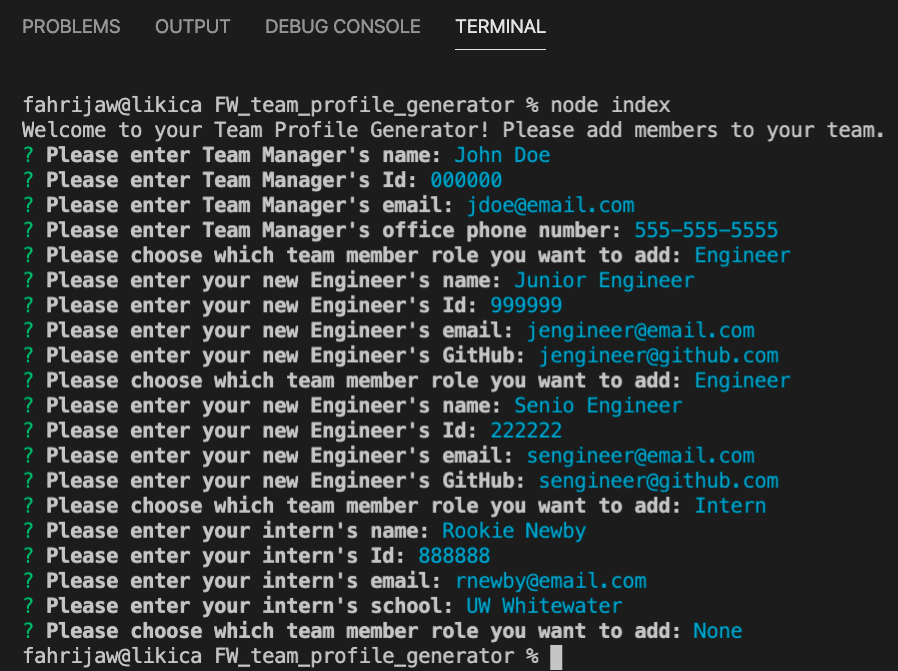 PROBLEMS OUTPUT DEBUG CONSOLE TERMINAL
fahrijaw@likica FW_team_profile_generator % node index
Welcome to your Team Profile Generator! Please add members to your team.
? Please enter Team Manager's name: John Doe
? Please enter Team Manager's Id: 000000
? Please enter Team Manager's email: jdoe@email.com
? Please enter Team Manager's office phone number: 555-555-5555
? Please choose which team member role you want to add: Engineer
? Please enter your new Engineer's name: Junior Engineer
? Please enter your new Engineer's Id: 999999
? Please enter your new Engineer's email: jengineer@email.com
? Please enter your new Engineer's GitHub: jengineer@github.com
? Please choose which team member role you want to add: Engineer
? Please enter your new Engineer's name: Senio Engineer
? Please enter your new Engineer's Id: 222222
? Please enter your new Engineer's email: sengineer@email.com
? Please enter your new Engineer's GitHub: sengineer@github.com
? Please choose which team member role you want to add: Intern
? Please enter your intern's name: Rookie Newby
? Please enter your intern's Id: 888888
? Please enter your intern's email: rnewby@email.com
? Please enter your intern's school: UW Whitewater
? Please choose which team member role you want to add: None
fahrijaw@likica FW_team_profile_generator %